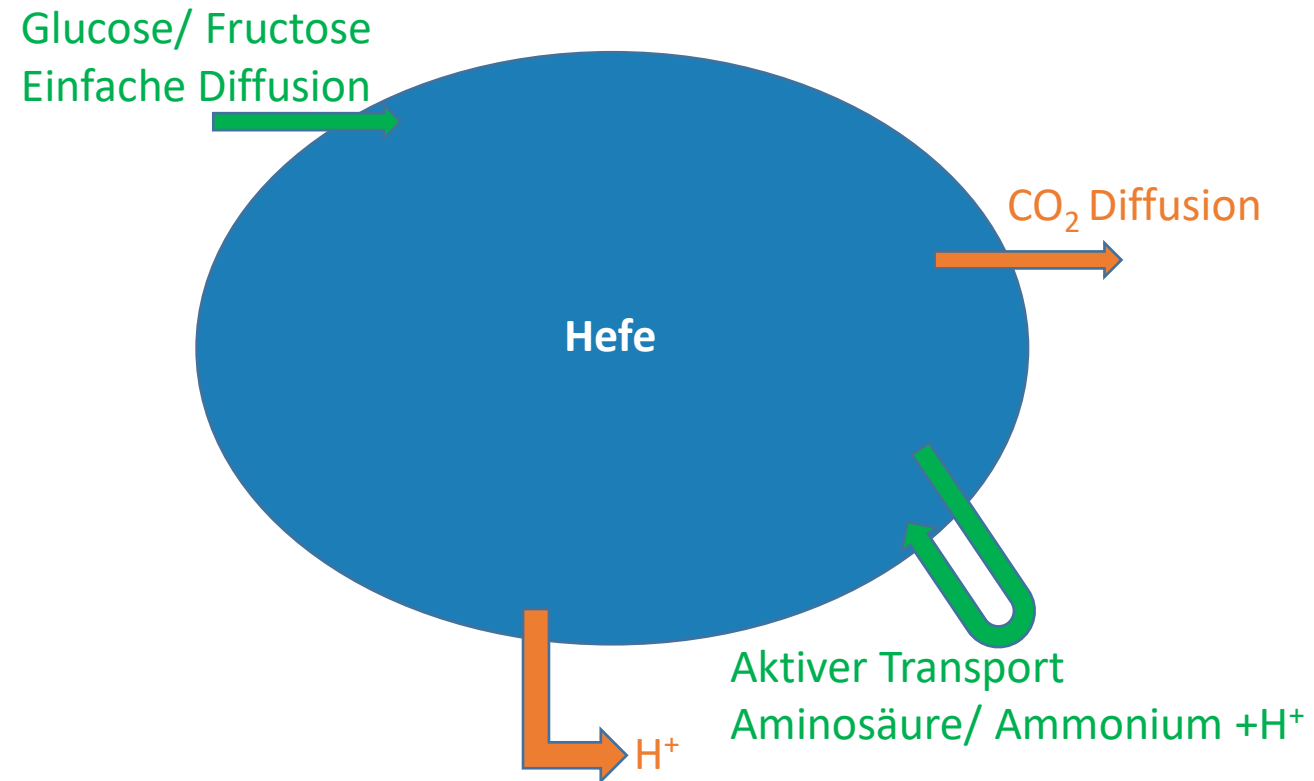 Glucose/ Fructose
Einfache Diffusion
CO₂ Diffusion
Hefe
Aktiver Transport
Aminosäure/ Ammonium +H⁺
H⁺